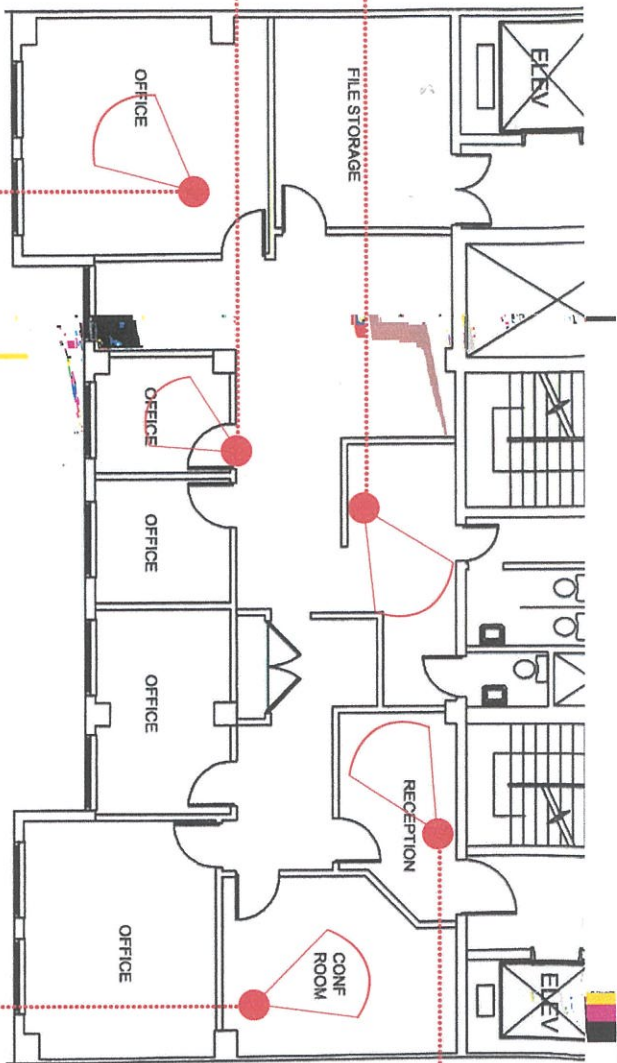 ELEV
FILE STORAGE
OFFICE
OFFICE
OFFICE
OFFICE
RECEPTION
CONF
ROOM
OFFICE
ELEV